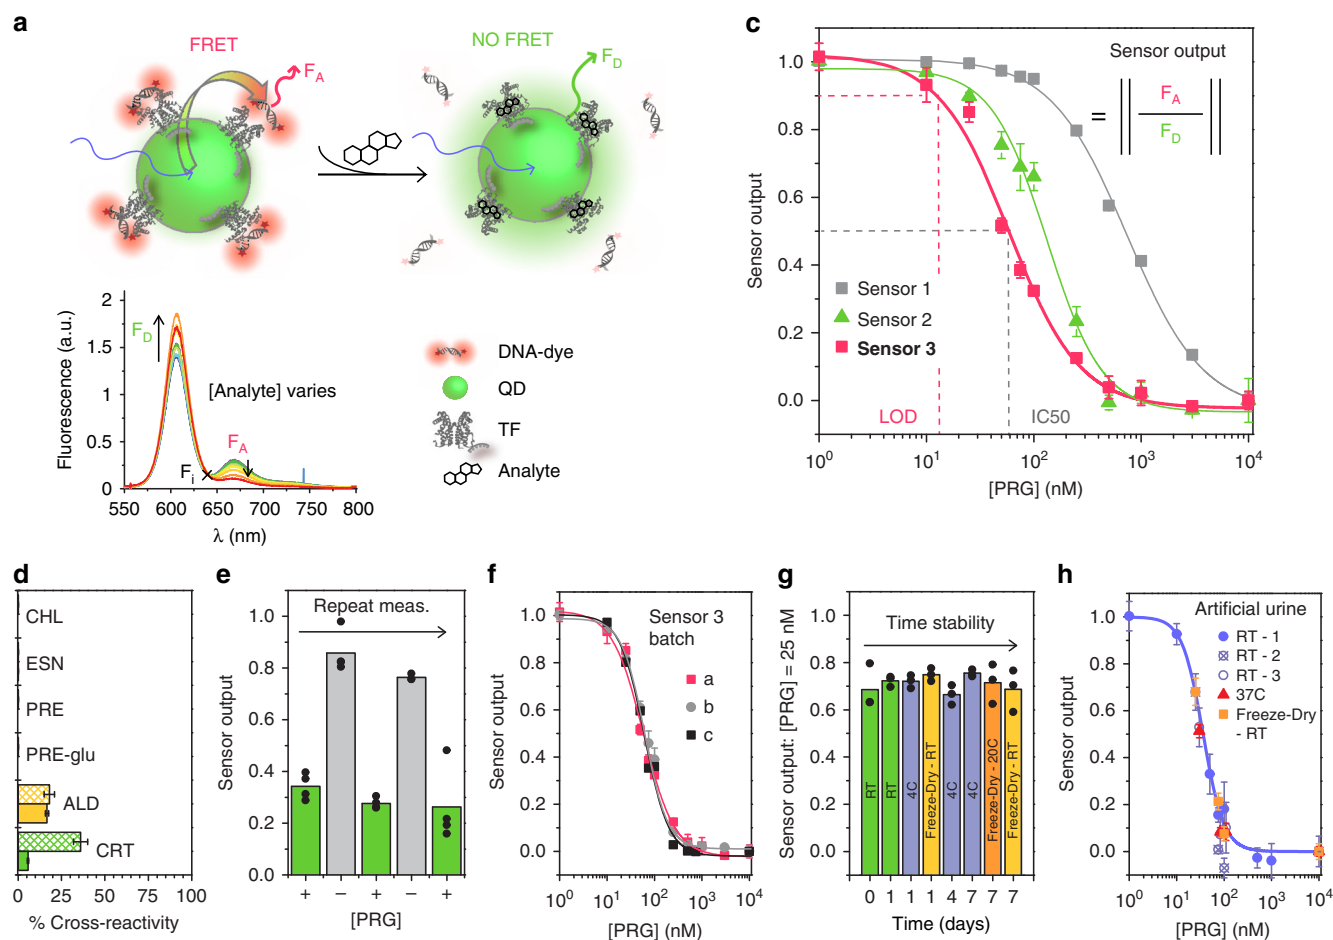 a
FRET
F_A
NO FRET
F_D
Fluorescence (a.u.)
2
1.5
1
0.5
0
F_D
[Analyte] varies
F_A
F_i
550 600 650 700 750 800
λ (nm)
DNA-dye
QD
TF
Analyte
c
Sensor output
1.0
0.8
0.6
0.4
0.2
0.0
Sensor output
= || F_A / F_D ||
Sensor 1
Sensor 2
Sensor 3
LOD
IC50
10^0 10^1 10^2 10^3 10^4
[PRG] (nM)
d
CHL
ESN
PRE
PRE-glu
ALD
CRT
0 25 50 75 100
% Cross-reactivity
e
Sensor output
1.0
0.8
0.6
0.4
0.2
0.0
Repeat meas.
+ − + − +
[PRG]
f
Sensor output
1.0
0.8
0.6
0.4
0.2
0.0
Sensor 3
batch
a
b
c
10^0 10^1 10^2 10^3 10^4
[PRG] (nM)
g
Sensor output: [PRG] = 25 nM
1.0
0.8
0.6
0.4
0.2
0.0
Time stability
RT
RT
4C
Freeze-Dry - RT
4C
4C
Freeze-Dry - 20C
Freeze-Dry - RT
0 1 1 1 4 7 7 7
Time (days)
h
Sensor output
1.0
0.8
0.6
0.4
0.2
0.0
Artificial urine
RT - 1
RT - 2
RT - 3
37C
Freeze-Dry
- RT
10^0 10^1 10^2 10^3 10^4
[PRG] (nM)